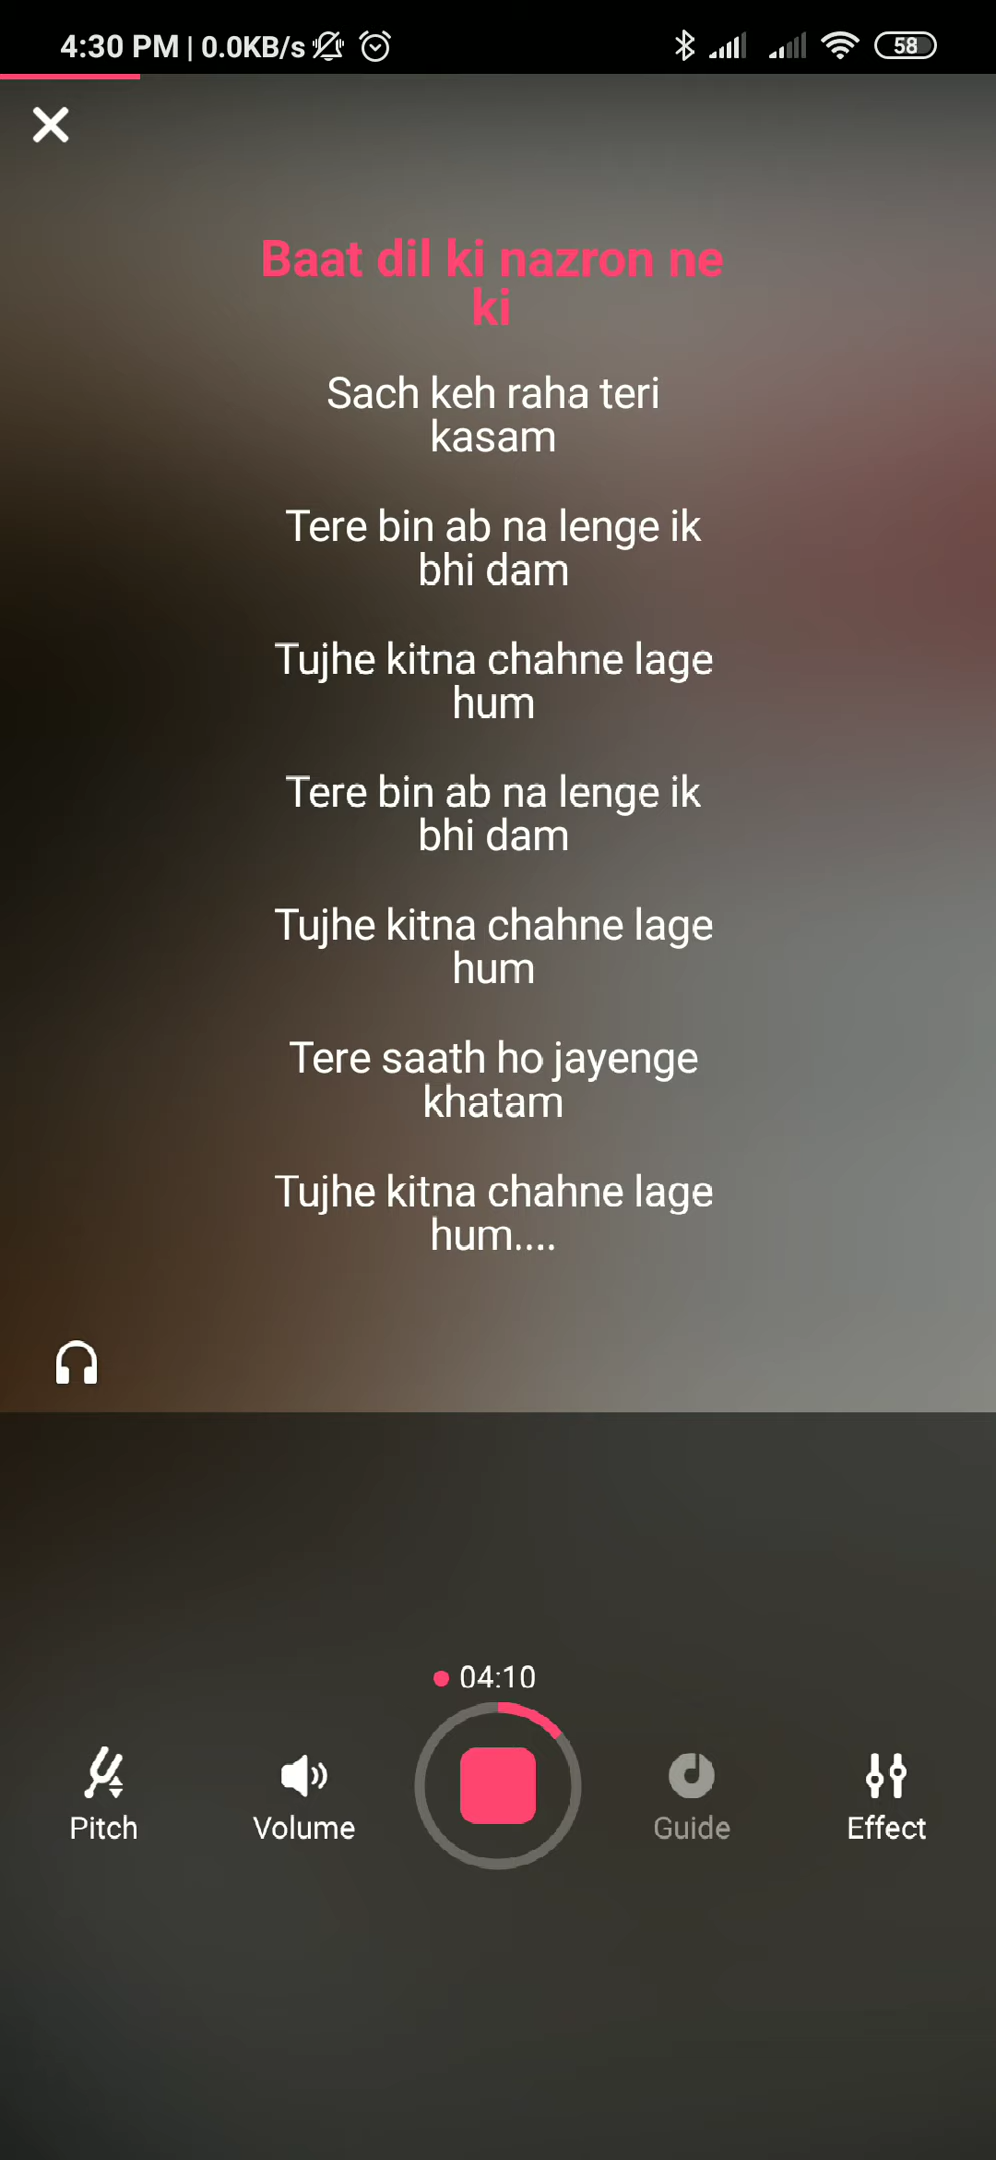 4:30 PM | 0.0KB/s
58
Baat dil ki nazron ne
ki
Sach keh raha teri
kasam
Tere bin ab na lenge ik
bhi dam
Tujhe kitna chahne lage
hum
Tere bin ab na lenge ik
bhi dam
Tujhe kitna chahne lage
hum
Tere saath ho jayenge
khatam
Tujhe kitna chahne lage
hum....
04:10
Pitch
Volume
Guide
Effect